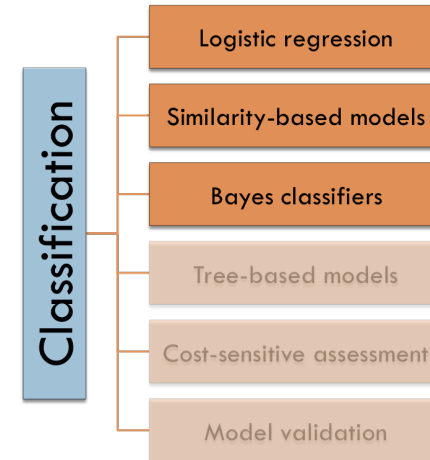 Classification
Logistic regression
Similarity-based models
Bayes classifiers
Tree-based models
Cost-sensitive assessment
Model validation